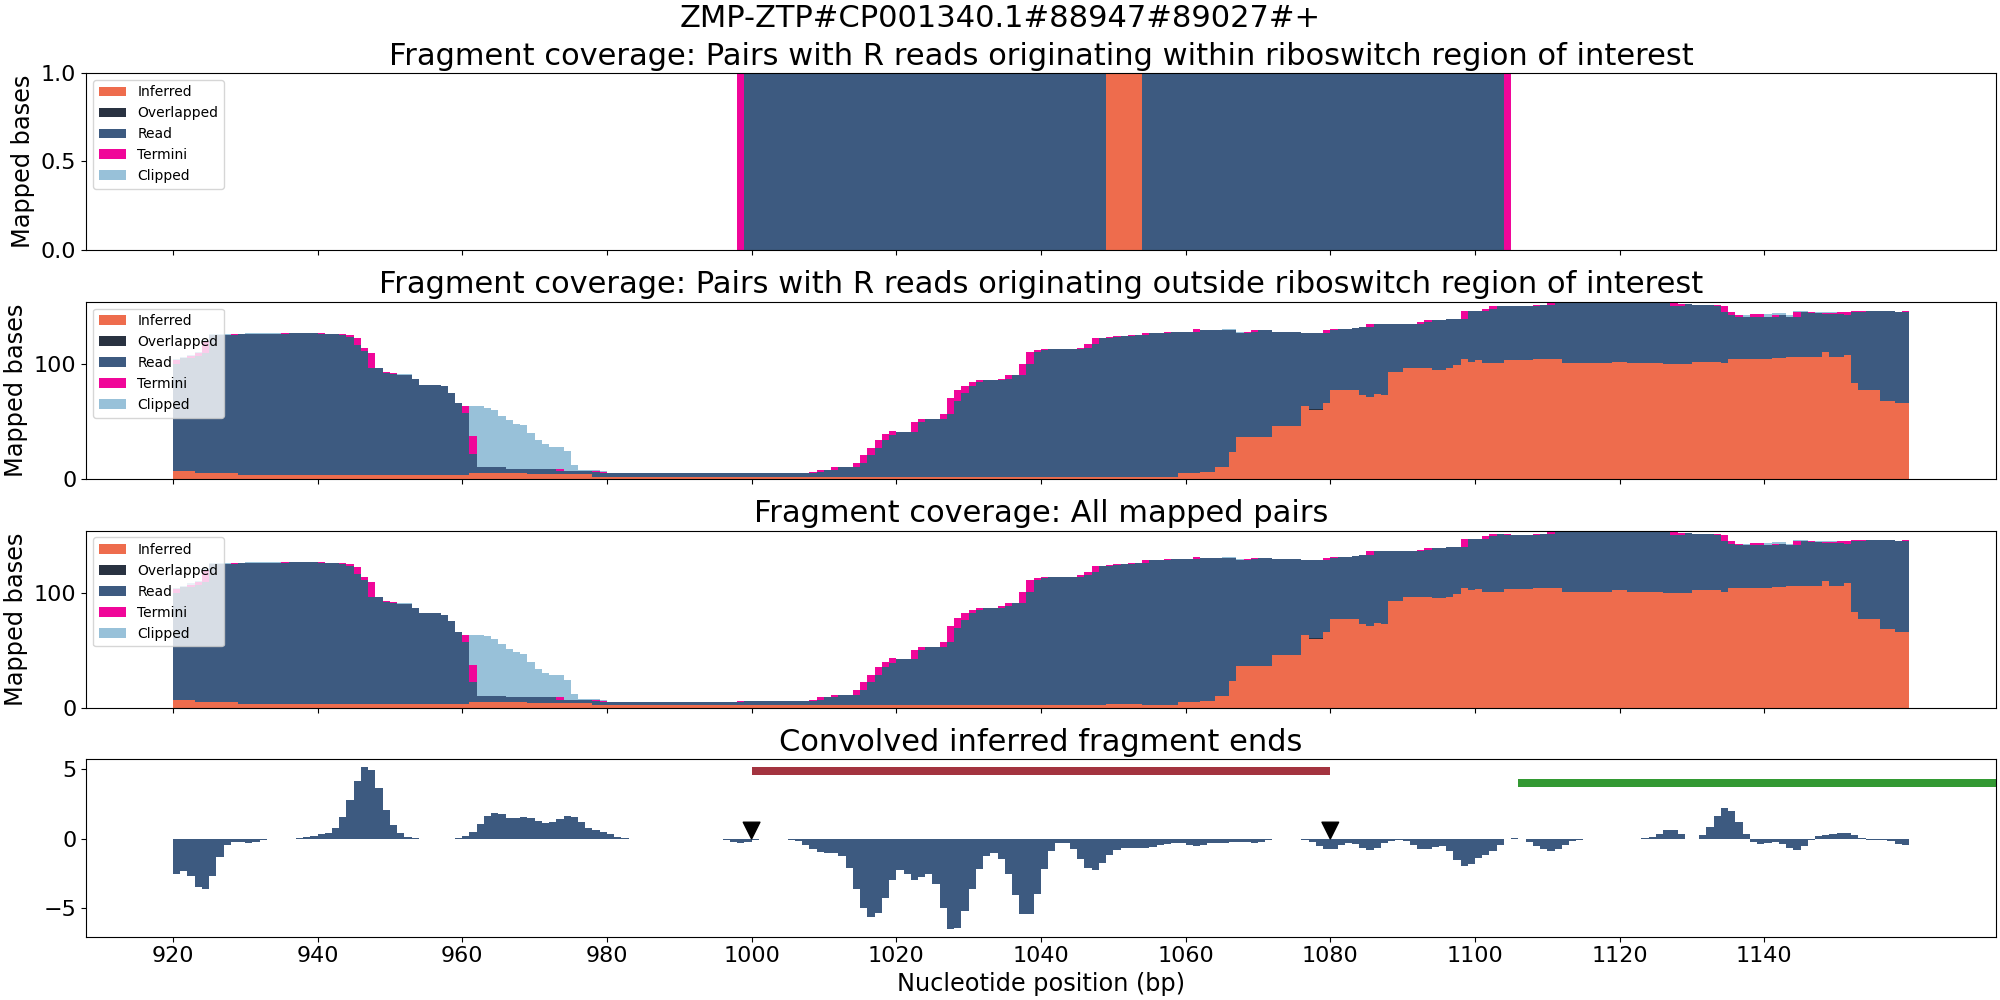 ZMP-ZTP#CP001340.1#88947#89027#+
Fragment coverage: Pairs with R reads originating within riboswitch region of interest
Mapped bases
1.0
0.5
0.0
Inferred
Overlapped
Read
Termini
Clipped
Fragment coverage: Pairs with R reads originating outside riboswitch region of interest
Mapped bases
100
0
Inferred
Overlapped
Read
Termini
Clipped
Fragment coverage: All mapped pairs
Mapped bases
100
0
Inferred
Overlapped
Read
Termini
Clipped
Convolved inferred fragment ends
5
0
−5
920 940 960 980 1000 1020 1040 1060 1080 1100 1120 1140
Nucleotide position (bp)